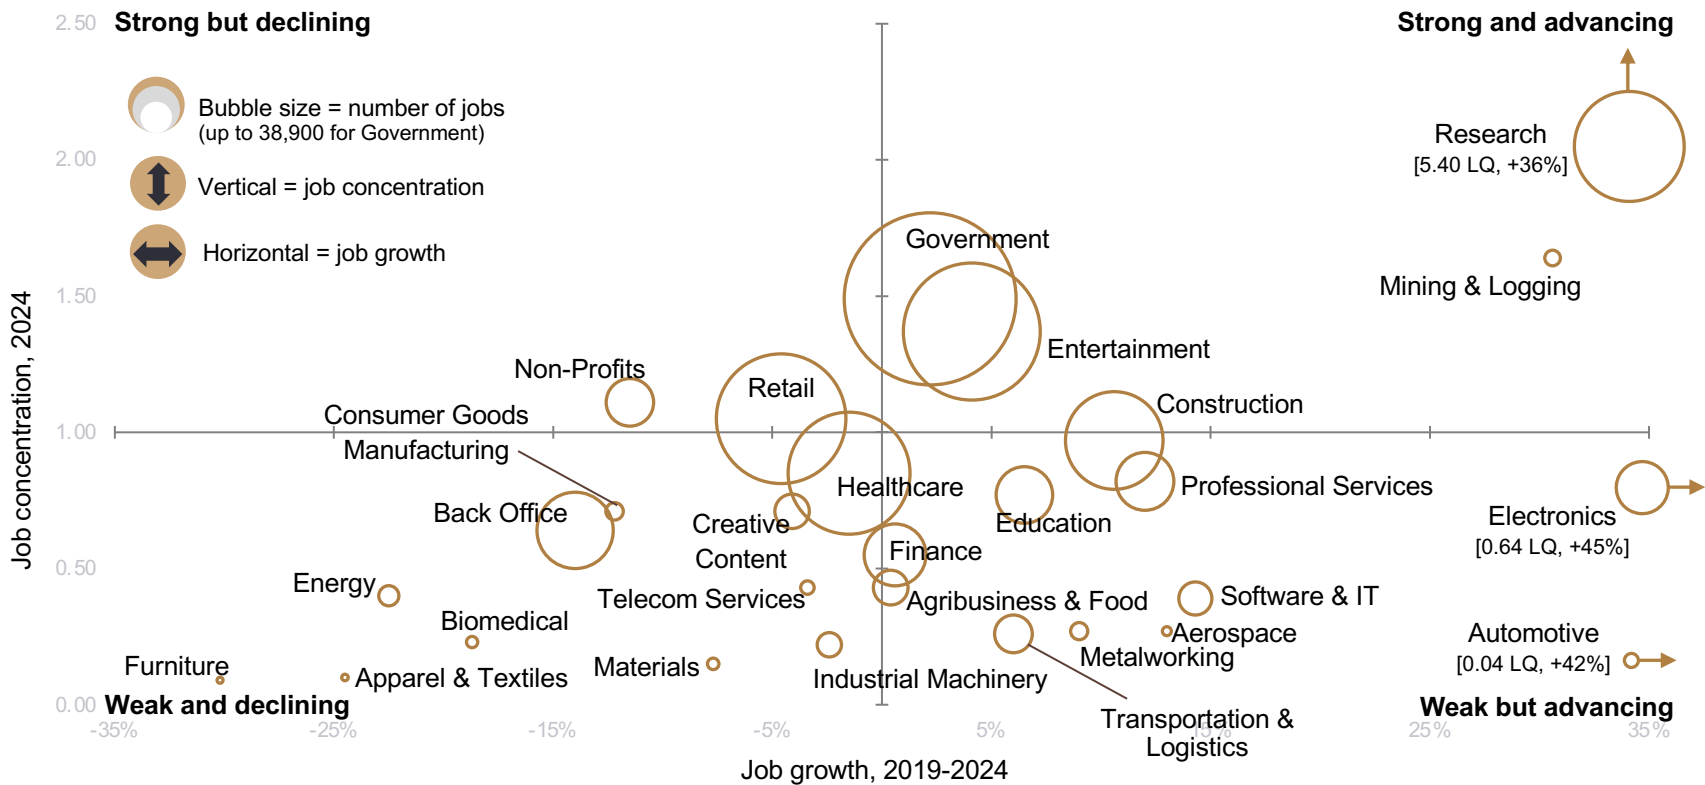 2.50
Strong but declining
Strong and advancing
Bubble size = number of jobs
(up to 38,900 for Government)
Vertical = job concentration
Horizontal = job growth
2.00
1.50
1.00
0.50
0.00
Job concentration, 2024
Research
[5.40 LQ, +36%]
Mining & Logging
Government
Entertainment
Non-Profits
Retail
Construction
Consumer Goods
Manufacturing
Back Office
Healthcare
Professional Services
Creative
Content
Education
Electronics
[0.64 LQ, +45%]
Finance
Energy
Telecom Services
Agribusiness & Food
Software & IT
Biomedical
Aerospace
Automotive
[0.04 LQ, +42%]
Furniture
Apparel & Textiles
Materials
Industrial Machinery
Metalworking
Transportation &
Logistics
Weak and declining
Weak but advancing
-35%
-25%
-15%
-5%
5%
15%
25%
35%
Job growth, 2019-2024